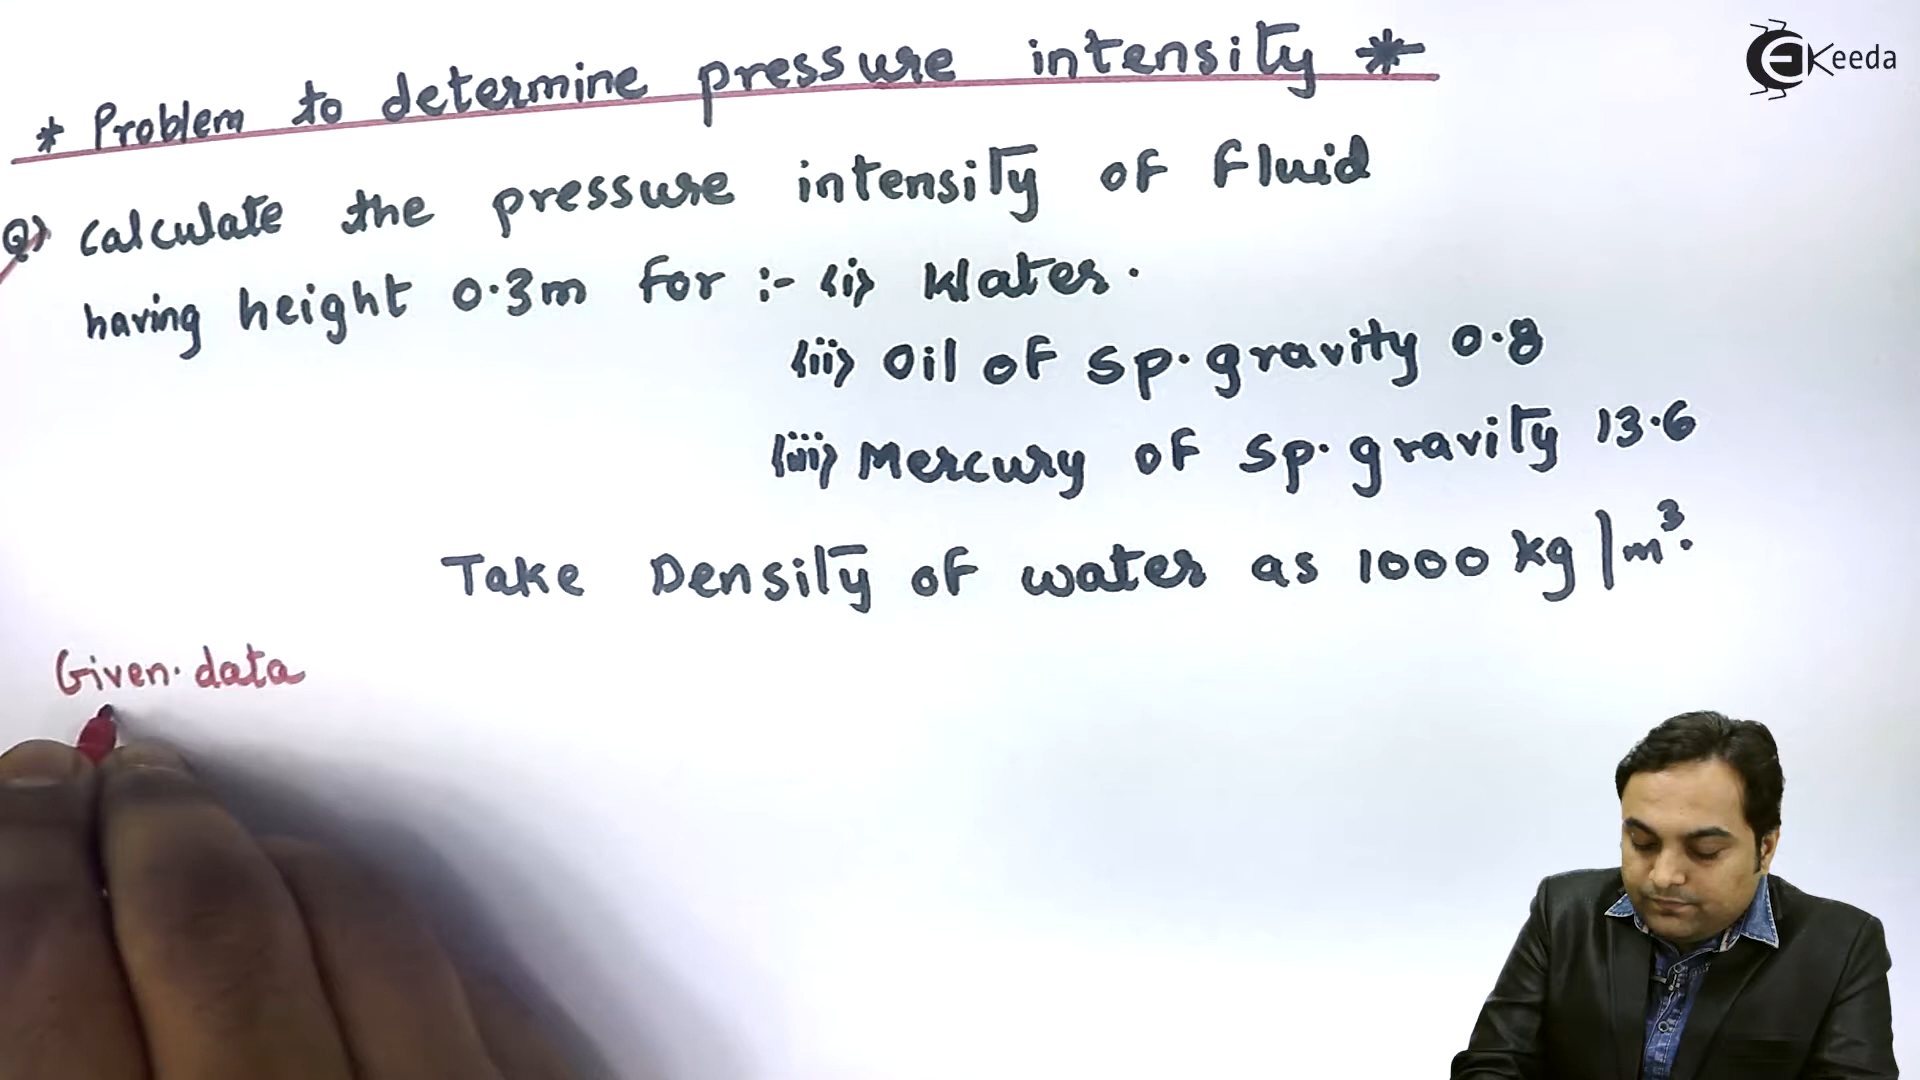 * Problem to determine pressure intensity *
EKeeda
Q) Calculate the pressure intensity of Fluid
having height 0.3m for :- (i) Water.
(ii) Oil of sp. gravity 0.8
(iii) Mercury of sp. gravity 13.6
Take Density of water as 1000 kg/m³.
Given data